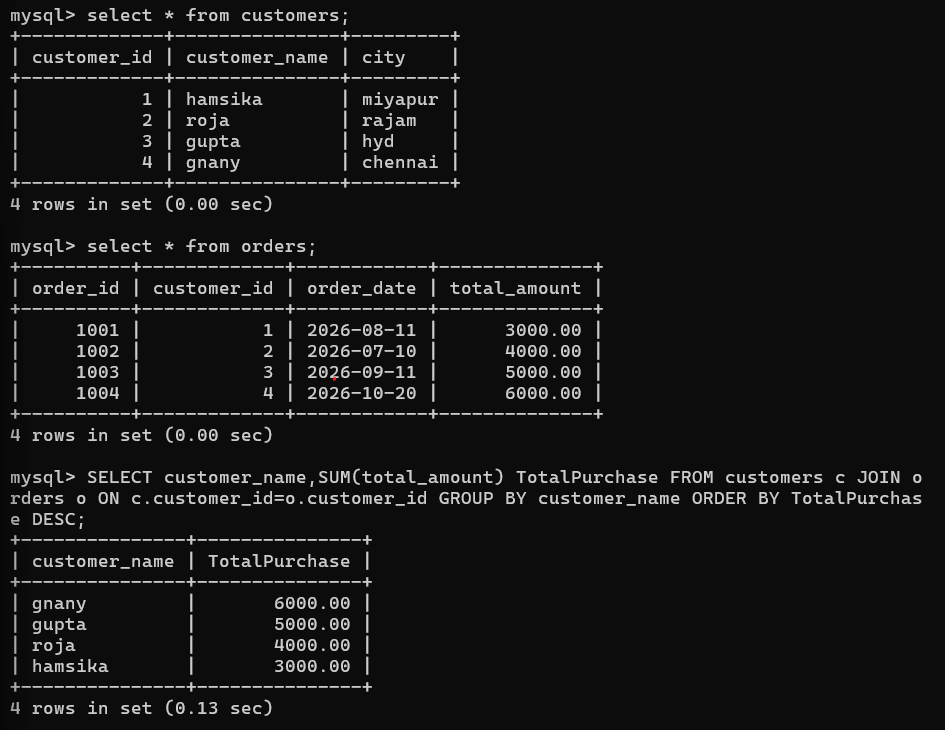 mysql> select * from customers;
+-------------+---------------+---------+
| customer_id | customer_name | city    |
+-------------+---------------+---------+
|           1 | hamsika       | miyapur |
|           2 | roja          | rajam   |
|           3 | gupta         | hyd     |
|           4 | gnany         | chennai |
+-------------+---------------+---------+
4 rows in set (0.00 sec)

mysql> select * from orders;
+----------+-------------+------------+--------------+
| order_id | customer_id | order_date | total_amount |
+----------+-------------+------------+--------------+
|     1001 |           1 | 2026-08-11 |      3000.00 |
|     1002 |           2 | 2026-07-10 |      4000.00 |
|     1003 |           3 | 2026-09-11 |      5000.00 |
|     1004 |           4 | 2026-10-20 |      6000.00 |
+----------+-------------+------------+--------------+
4 rows in set (0.00 sec)

mysql> SELECT customer_name,SUM(total_amount) TotalPurchase FROM customers c JOIN o
rders o ON c.customer_id=o.customer_id GROUP BY customer_name ORDER BY TotalPurchas
e DESC;
+---------------+---------------+
| customer_name | TotalPurchase |
+---------------+---------------+
| gnany         |       6000.00 |
| gupta         |       5000.00 |
| roja          |       4000.00 |
| hamsika       |       3000.00 |
+---------------+---------------+
4 rows in set (0.13 sec)